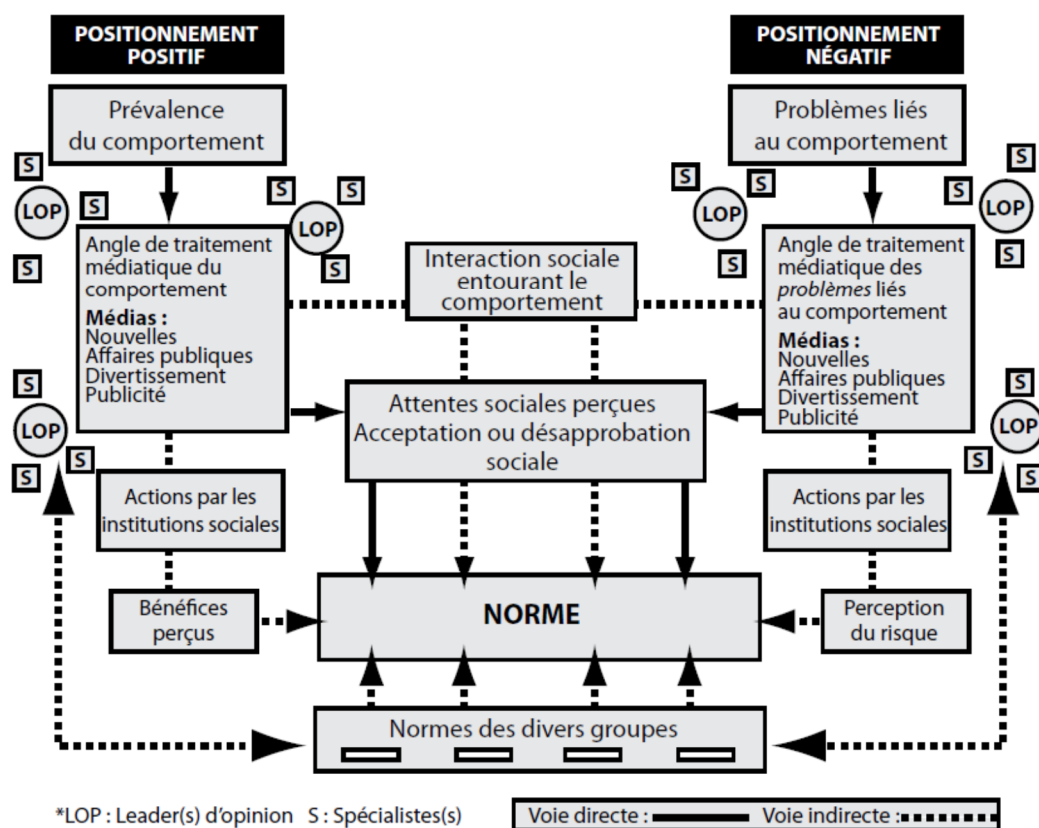 POSITIONNEMENT
POSITIF
POSITIONNEMENT
NÉGATIF
Prévalence
du comportement
Problèmes liés
au comportement
S
LOP
S
S
S
S
LOP
S
S
S
LOP
S
S
S
LOP
S
Angle de traitement
médiatique du
comportement
Médias :
Nouvelles
Affaires publiques
Divertissement
Publicité
Interaction sociale
entourant le
comportement
Angle de traitement
médiatique des
problèmes liés
au comportement
Médias :
Nouvelles
Affaires publiques
Divertissement
Publicité
S
LOP
S
S
Attentes sociales perçues
Acceptation ou désapprobation
sociale
S
LOP
S
S
Actions par les
institutions sociales
Actions par les
institutions sociales
Bénéfices
perçus
NORME
Perception
du risque
Normes des divers groupes
*LOP : Leader(s) d'opinion S : Spécialistes(s)
Voie directe : Voie indirecte :